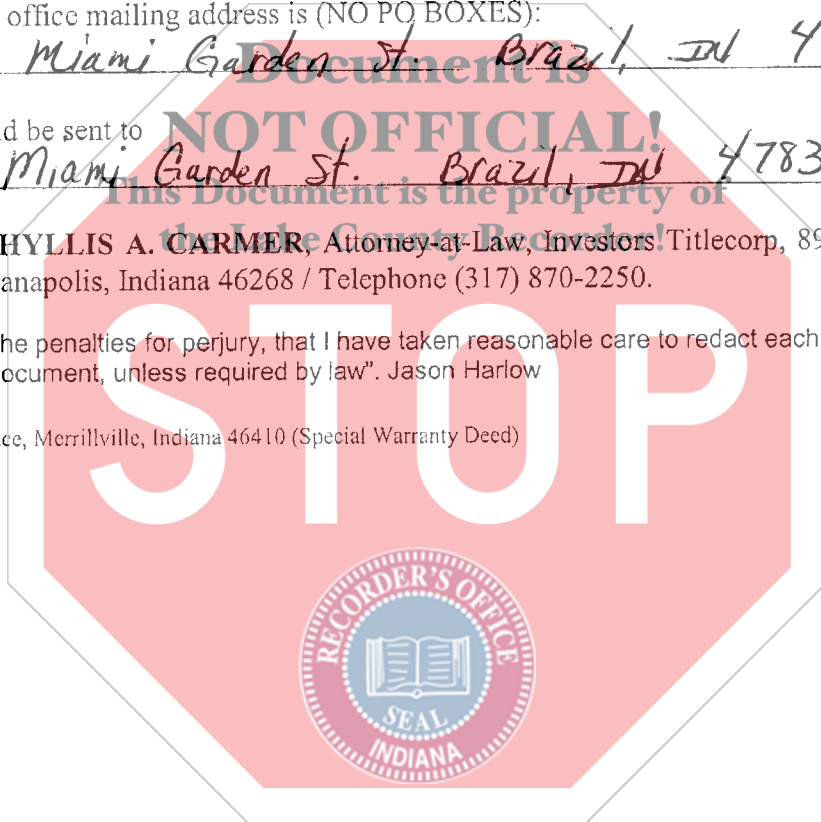 office mailing address is (NO PO BOXES):
Miami Garden St. Brazil, IN 4
Document is
d be sent to
NOT OFFICIAL!
Miami Garden St. Brazil, IN 4783
This Document is the property of
the Lake County Recorder!
HYLLIS A. CARMER, Attorney-at-Law, Investors Titlecorp, 89
anapolis, Indiana 46268 / Telephone (317) 870-2250.
he penalties for perjury, that I have taken reasonable care to redact each
ocument, unless required by law". Jason Harlow
ce, Merrillville, Indiana 46410 (Special Warranty Deed)
STOP
RECORDER'S OFFICE
SEAL
INDIANA